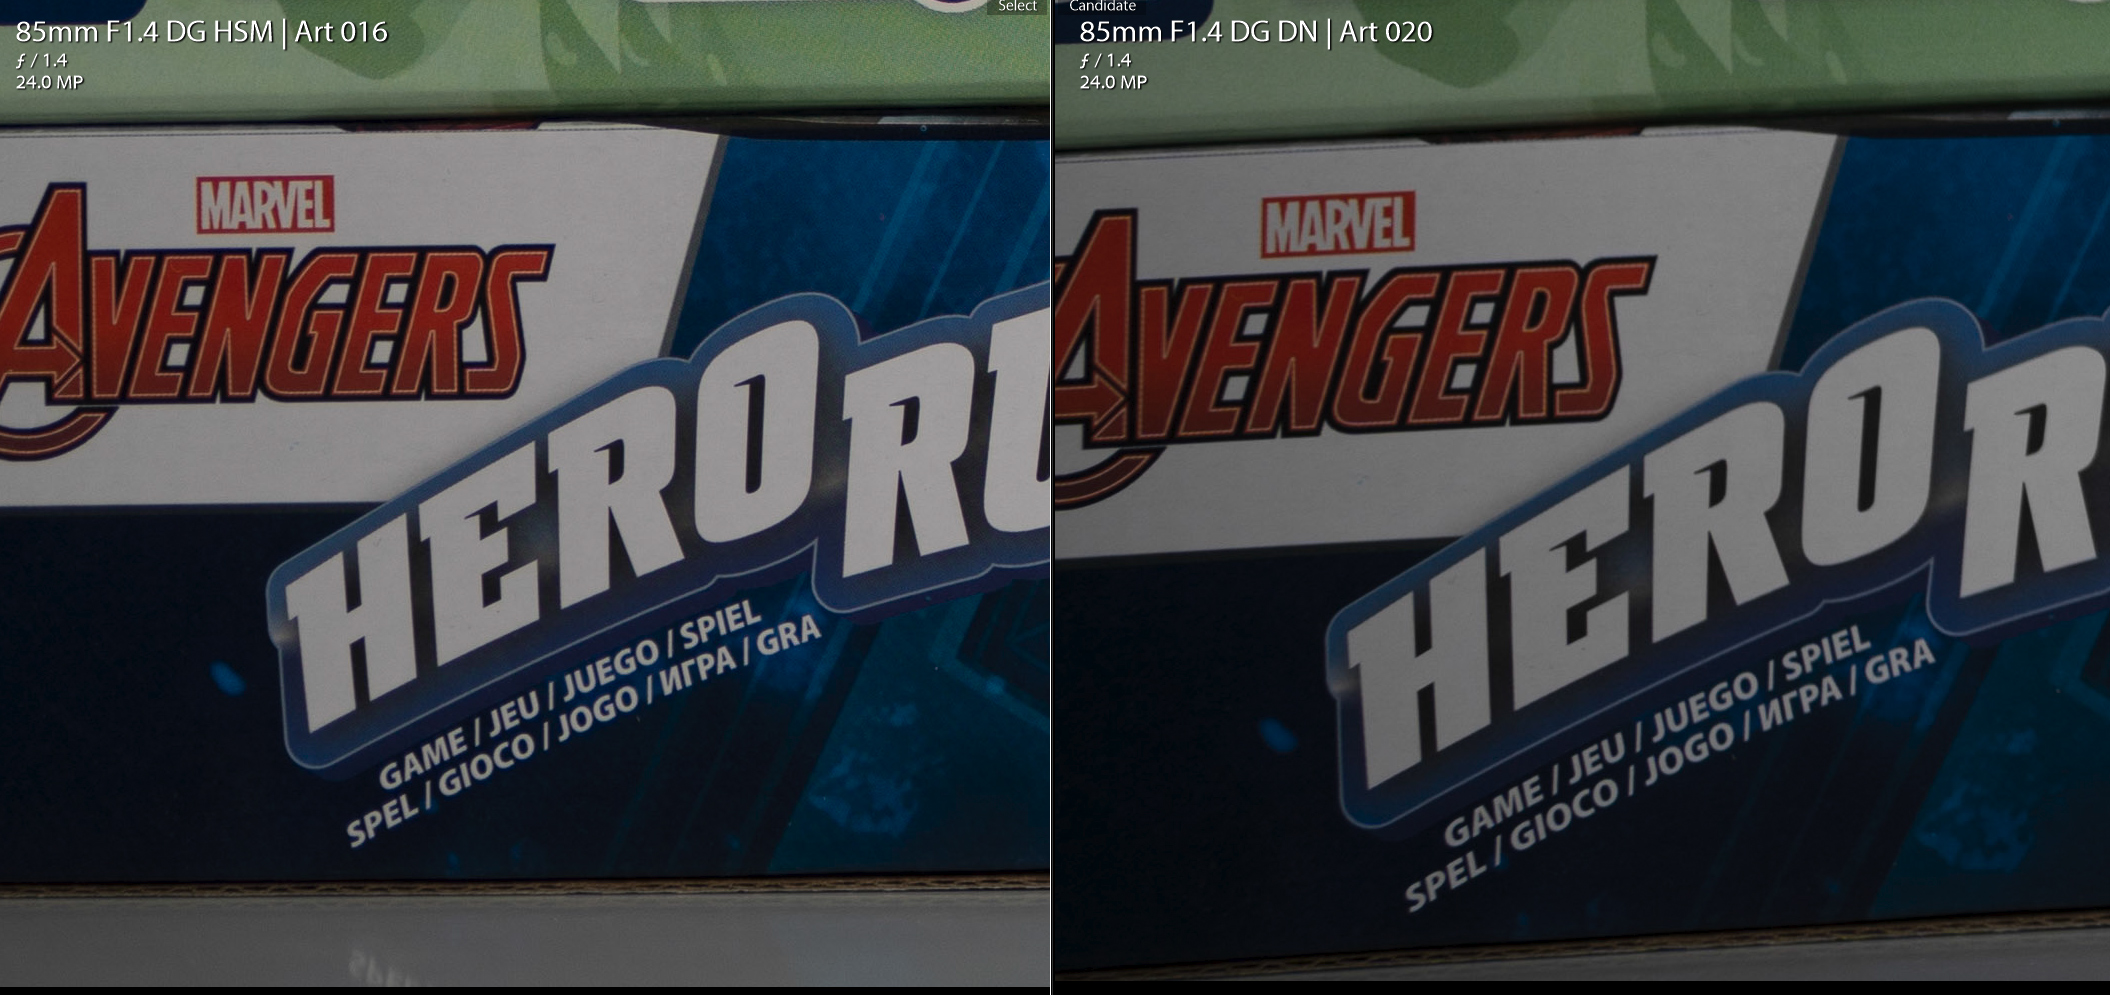 Select
85mm F1.4 DG HSM | Art 016
ƒ / 1.4
24.0 MP
MARVEL
AVENGERS
HERO RU
GAME / JEU / JUEGO / SPIEL
SPEL / GIOCO / JOGO / ИГРА / GRA
Candidate
85mm F1.4 DG DN | Art 020
ƒ / 1.4
24.0 MP
MARVEL
AVENGERS
HERO R
GAME / JEU / JUEGO / SPIEL
SPEL / GIOCO / JOGO / ИГРА / GRA